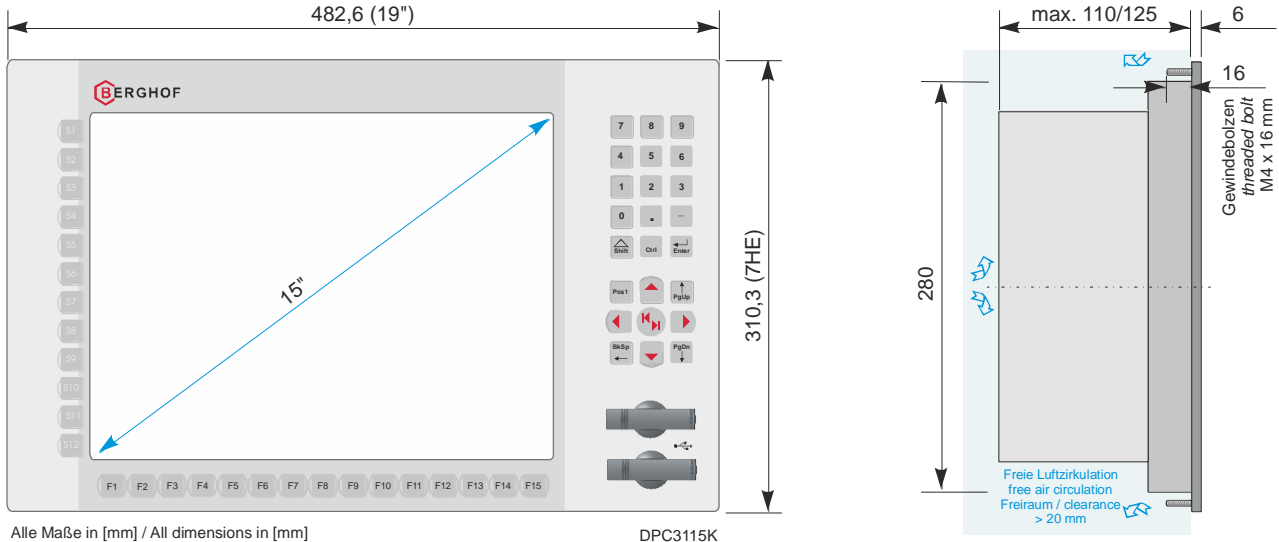 482,6 (19")
max. 110/125
6
BERGHOF
16
Gewindebolzen
threaded bolt
M4 x 16 mm
S1
S2
S3
S4
S5
S6
S7
S8
S9
S10
S11
S12
15"
7 8 9
4 5 6
1 2 3
0 . –
Shift Ctrl Enter
Pos1 PgUp
BkSp PgDn
310,3 (7HE)
280
F1 F2 F3 F4 F5 F6 F7 F8 F9 F10 F11 F12 F13 F14 F15
Freie Luftzirkulation
free air circulation
Freiraum / clearance
> 20 mm
Alle Maße in [mm] / All dimensions in [mm]
DPC3115K